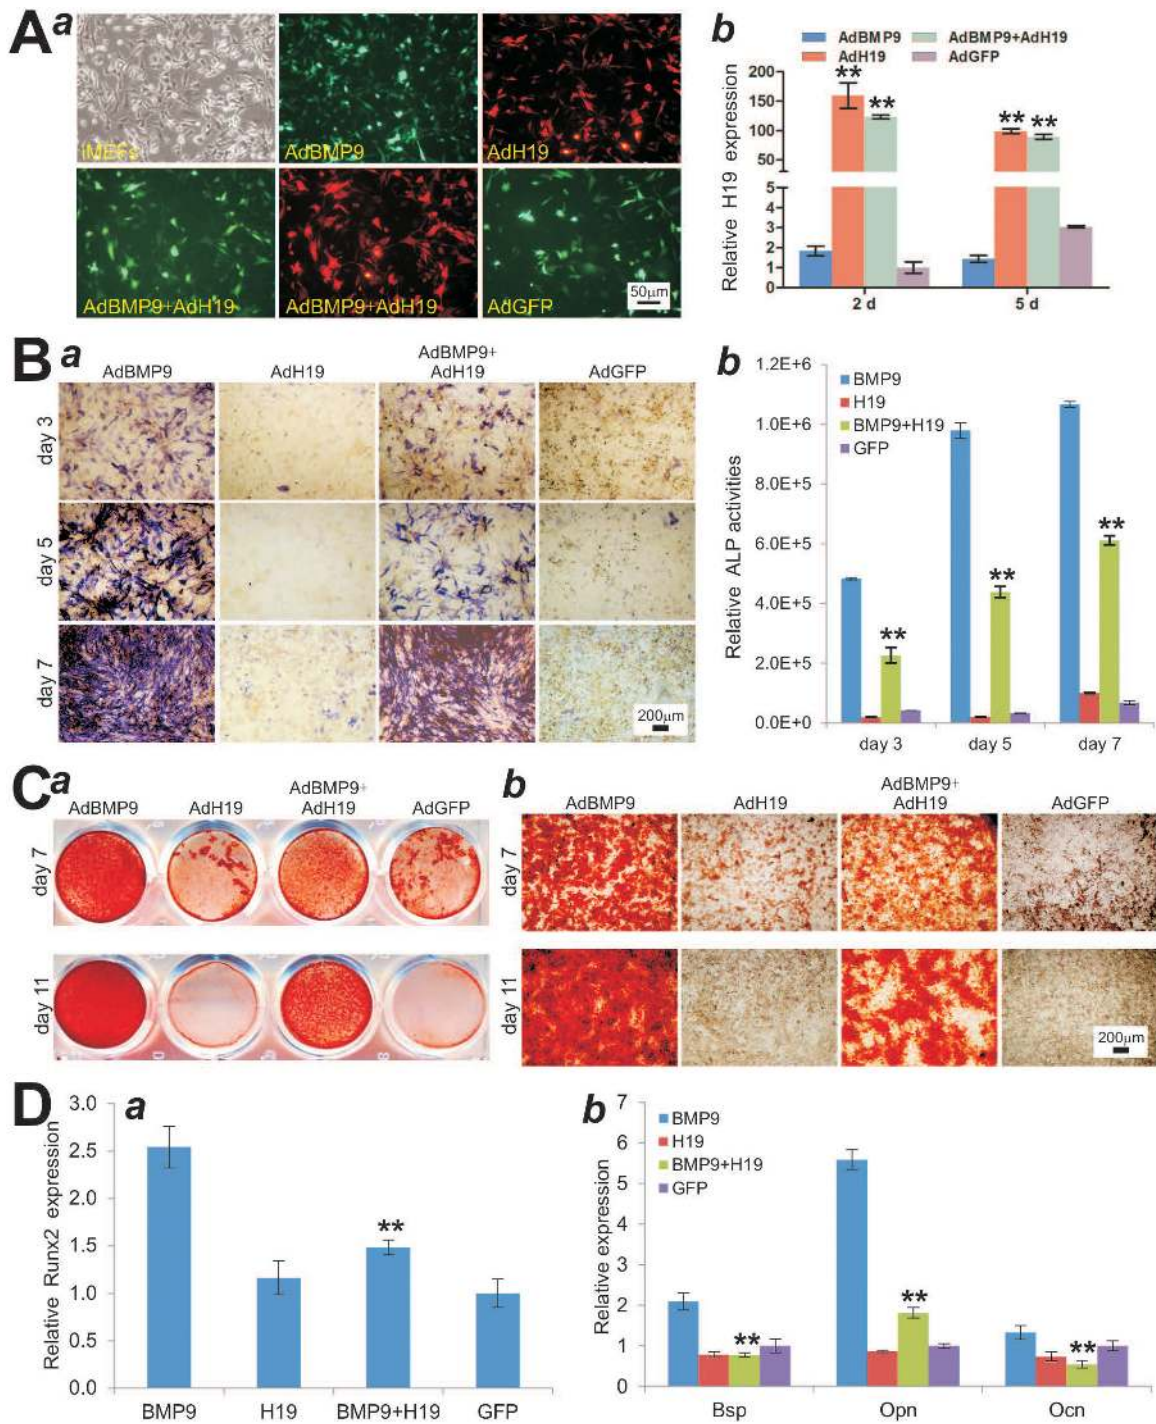 A a
iMEFs
AdBMP9
AdH19
AdBMP9+AdH19
AdBMP9+AdH19
AdGFP
50μm
b
AdBMP9
AdBMP9+AdH19
AdH19
AdGFP
Relative H19 expression
200
150
100
50
5
4
3
2
1
0
**
**
**
**
2 d
5 d
B a
AdBMP9
AdH19
AdBMP9+
AdH19
AdGFP
day 3
day 5
day 7
200μm
b
BMP9
H19
BMP9+H19
GFP
Relative ALP activities
1.2E+6
1.0E+6
8.0E+5
6.0E+5
4.0E+5
2.0E+5
0.0E+0
**
**
**
day 3
day 5
day 7
C a
AdBMP9
AdH19
AdBMP9+
AdH19
AdGFP
day 7
day 11
b
AdBMP9
AdH19
AdBMP9+
AdH19
AdGFP
day 7
day 11
200μm
D a
Relative Runx2 expression
3.0
2.5
2.0
1.5
1.0
0.5
0.0
**
BMP9
H19
BMP9+H19
GFP
b
BMP9
H19
BMP9+H19
GFP
Relative expression
7
6
5
4
3
2
1
0
**
**
**
Bsp
Opn
Ocn